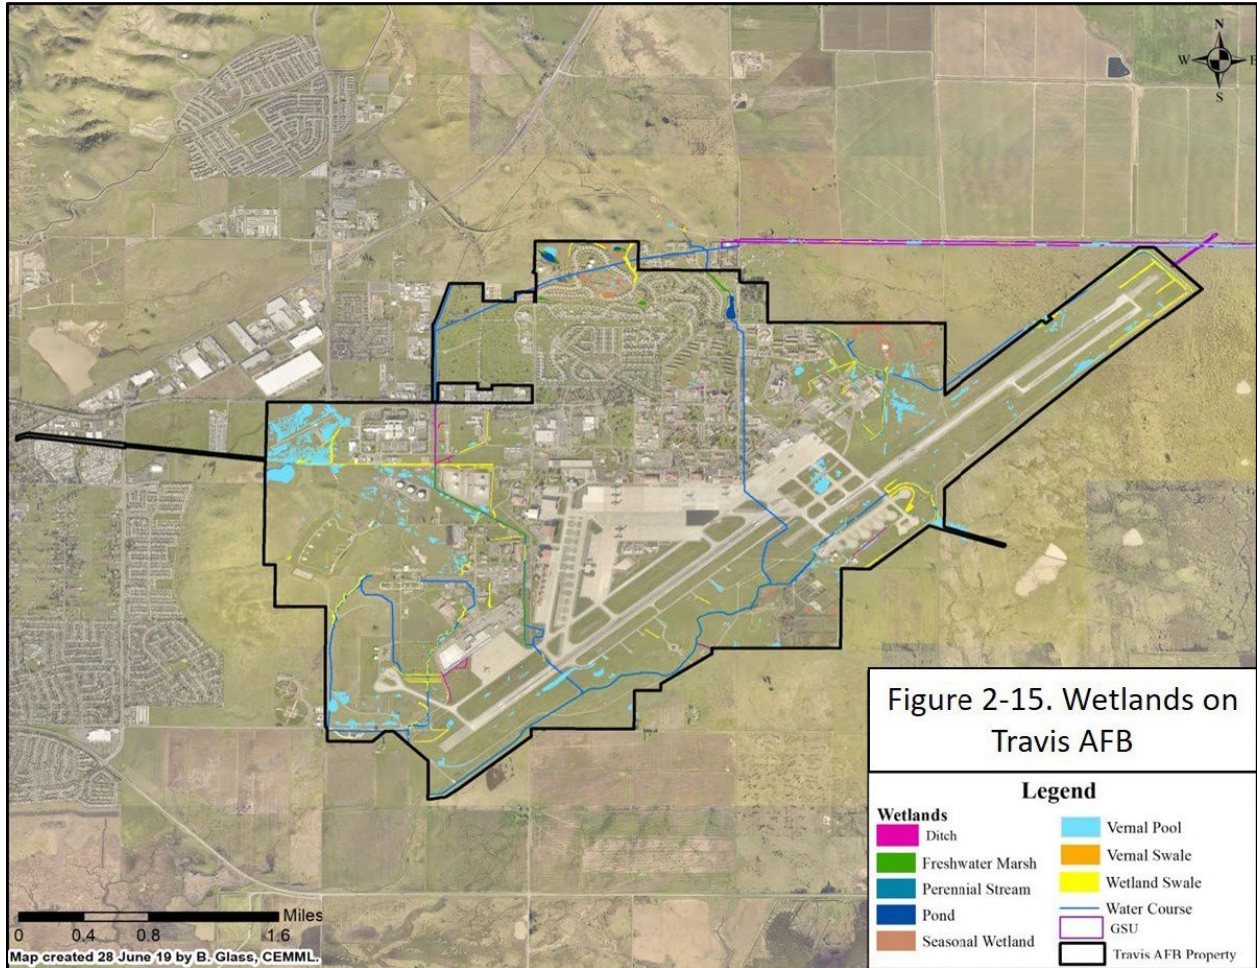 N
W E
S
Figure 2-15. Wetlands on
Travis AFB
Legend
Wetlands
Ditch
Freshwater Marsh
Perennial Stream
Pond
Seasonal Wetland
Vernal Pool
Vernal Swale
Wetland Swale
Water Course
GSU
Travis AFB Property
Miles
0 0.4 0.8 1.6
Map created 28 June 19 by B. Glass, CEMML.